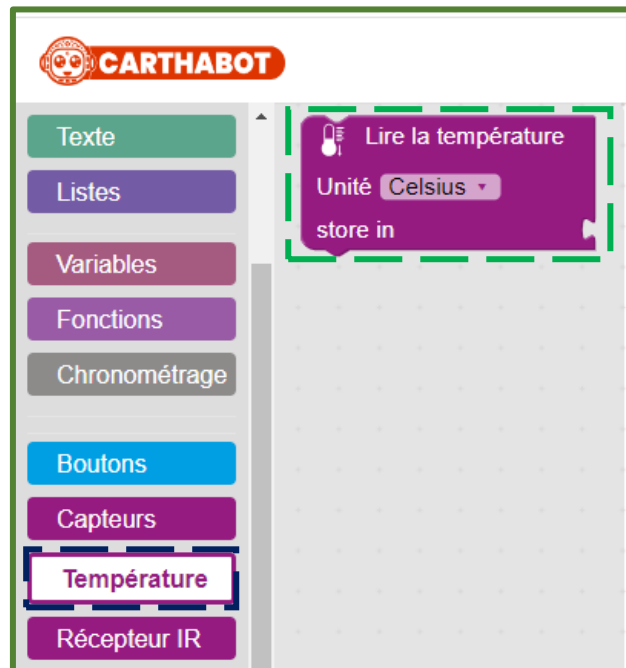 CARTHABOT
Texte
Listes
Variables
Fonctions
Chronométrage
Boutons
Capteurs
Température
Récepteur IR
Lire la température
Unité Celsius
store in